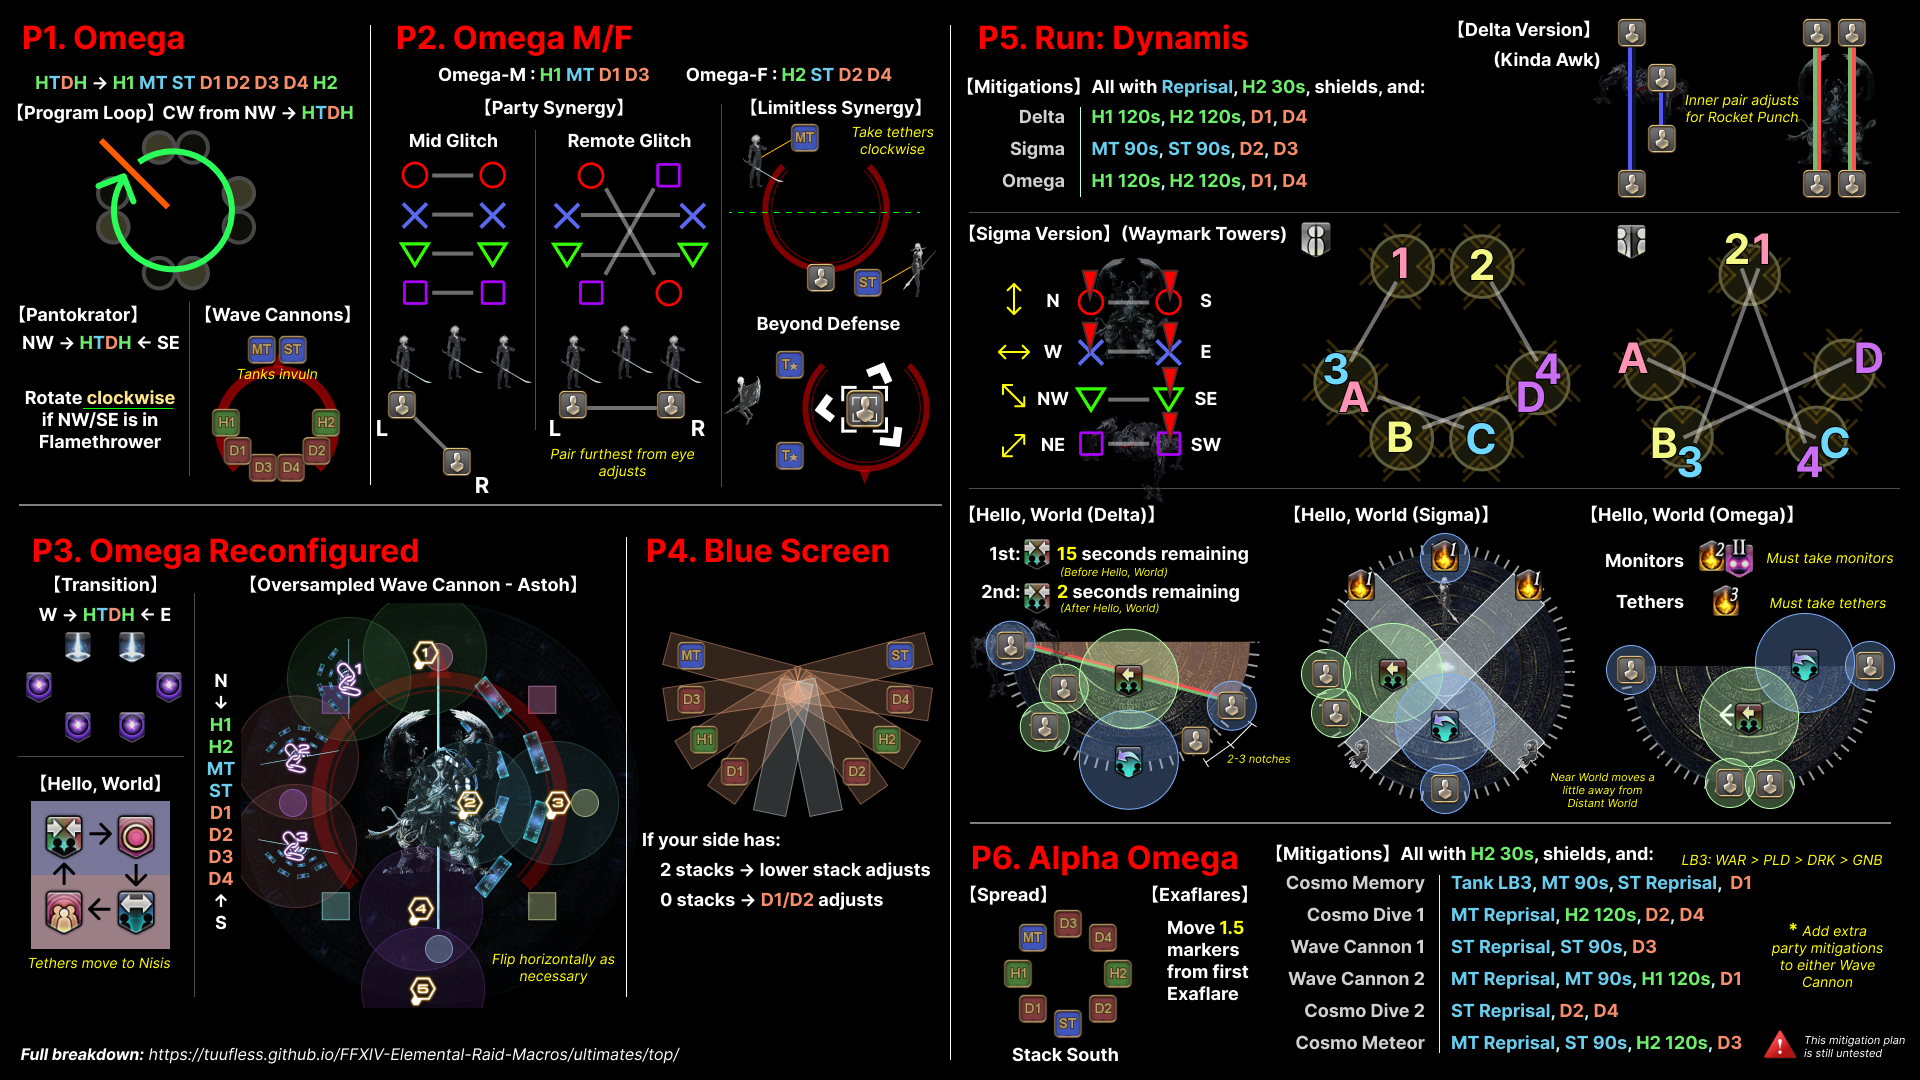 P1. Omega
HTDH → H1 MT ST D1 D2 D3 D4 H2
【Program Loop】CW from NW → HTDH
【Pantokrator】
NW → HTDH ← SE
Rotate clockwise
if NW/SE is in
Flamethrower
【Wave Cannons】
MT ST
Tanks invuln
H1 H2
D1 D2
D3 D4
P2. Omega M/F
Omega-M : H1 MT D1 D3
Omega-F : H2 ST D2 D4
【Party Synergy】
Mid Glitch
Remote Glitch
L
R
L R
Pair furthest from eye
adjusts
【Limitless Synergy】
MT
Take tethers
clockwise
ST
Beyond Defense
T★
T★
P3. Omega Reconfigured
【Transition】
W → HTDH ← E
【Hello, World】
Tethers move to Nisis
【Oversampled Wave Cannon - Astoh】
N
↓
H1
H2
MT
ST
D1
D2
D3
D4
↑
S
1
1
2
2
3
3
4
5
Flip horizontally as
necessary
P4. Blue Screen
MT ST
D3 D4
H1 H2
D1 D2
If your side has:
2 stacks → lower stack adjusts
0 stacks → D1/D2 adjusts
Full breakdown: https://tuufless.github.io/FFXIV-Elemental-Raid-Macros/ultimates/top/
P5. Run: Dynamis
【Mitigations】All with Reprisal, H2 30s, shields, and:
Delta H1 120s, H2 120s, D1, D4
Sigma MT 90s, ST 90s, D2, D3
Omega H1 120s, H2 120s, D1, D4
【Delta Version】
(Kinda Awk)
Inner pair adjusts
for Rocket Punch
【Sigma Version】(Waymark Towers)
N S
W E
NW SE
NE SW
1 2
3 4
A D
B C
2 1
A D
B C
3 4
【Hello, World (Delta)】
1st: 15 seconds remaining
(Before Hello, World)
2nd: 2 seconds remaining
(After Hello, World)
2-3 notches
【Hello, World (Sigma)】
1
1 1
Near World moves a
little away from
Distant World
【Hello, World (Omega)】
Monitors 2 II Must take monitors
Tethers 3 Must take tethers
P6. Alpha Omega
【Spread】
D3
MT D4
H1 H2
D1 D2
ST
Stack South
【Exaflares】
Move 1.5
markers
from first
Exaflare
【Mitigations】All with H2 30s, shields, and:
LB3: WAR > PLD > DRK > GNB
Cosmo Memory Tank LB3, MT 90s, ST Reprisal, D1
Cosmo Dive 1 MT Reprisal, H2 120s, D2, D4
Wave Cannon 1 ST Reprisal, ST 90s, D3
Wave Cannon 2 MT Reprisal, MT 90s, H1 120s, D1
Cosmo Dive 2 ST Reprisal, D2, D4
Cosmo Meteor MT Reprisal, ST 90s, H2 120s, D3
* Add extra
party mitigations
to either Wave
Cannon
This mitigation plan
is still untested